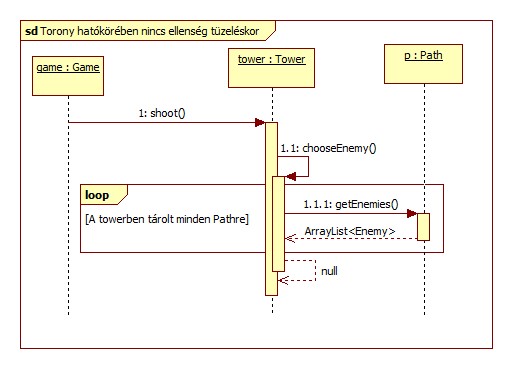 sd Torony hatókörében nincs ellenség tüzeléskor
game : Game
tower : Tower
p : Path
1: shoot()
1.1: chooseEnemy()
loop
[A towerben tárolt minden Pathre]
1.1.1: getEnemies()
ArrayList<Enemy>
null